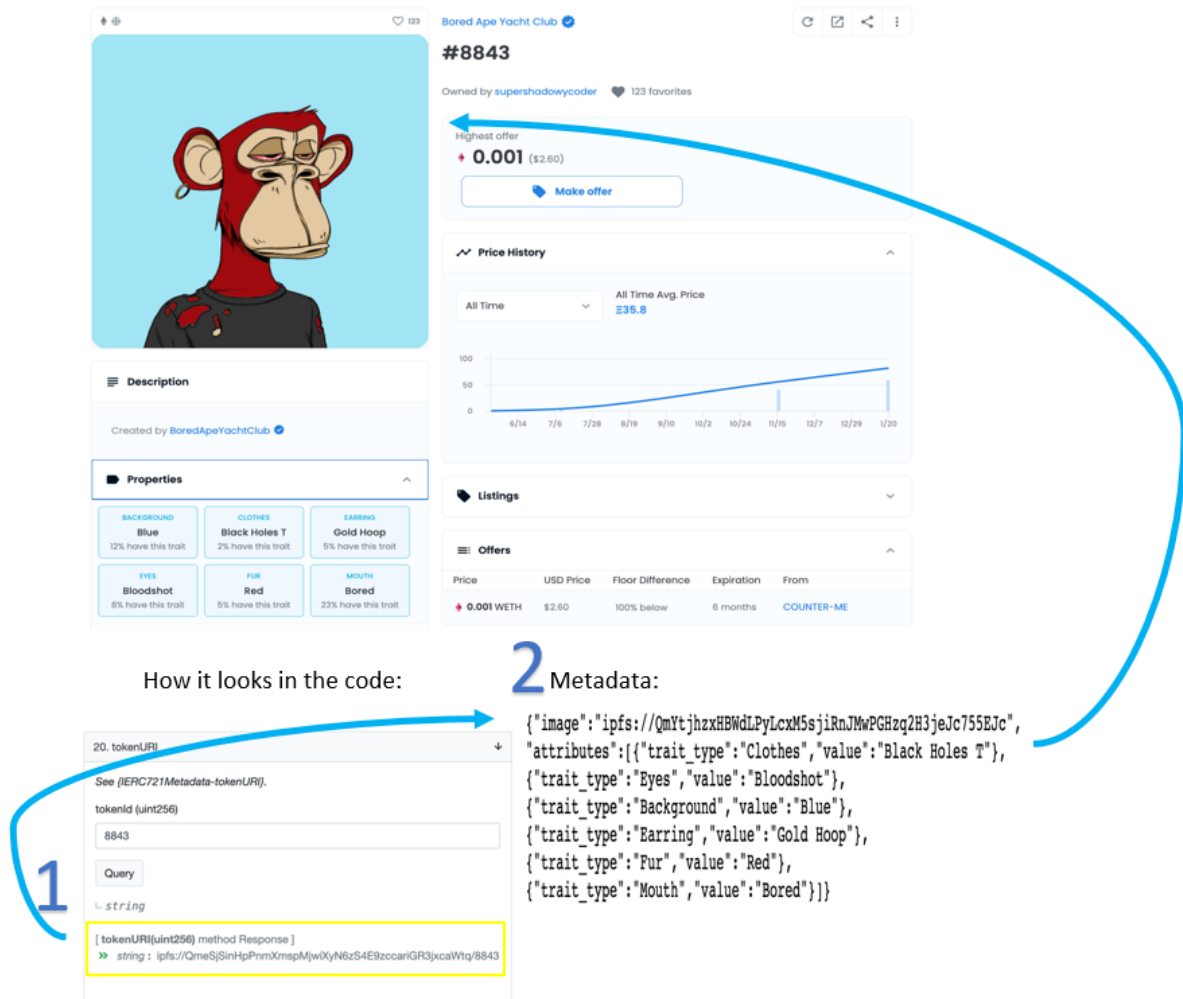 123
Bored Ape Yacht Club
#8843
Owned by supershadowycoder 123 favorites
Highest offer
0.001 ($2.60)
Make offer
Price History
All Time
All Time Avg. Price
Ξ35.8
100
50
0
6/14 7/6 7/28 8/19 9/10 10/2 10/24 11/15 12/7 12/29 1/20
Description
Created by BoredApeYachtClub
Properties
BACKGROUND
Blue
12% have this trait
CLOTHES
Black Holes T
2% have this trait
EARRING
Gold Hoop
5% have this trait
EYES
Bloodshot
8% have this trait
FUR
Red
5% have this trait
MOUTH
Bored
23% have this trait
Listings
Offers
Price USD Price Floor Difference Expiration From
0.001 WETH $2.60 100% below 6 months COUNTER-ME
How it looks in the code:
1
20. tokenURI
See {IERC721Metadata-tokenURI}.
tokenId (uint256)
8843
Query
string
[ tokenURI(uint256) method Response ]
string : ipfs://QmeSjSinHpPnmXmspMjwiXyN6zS4E9zccariGR3jxcaWtq/8843
2 Metadata:
{"image":"ipfs://QmYtjhzxHBWdLPyLcxM5sjiRnJMwPGHzq2H3jeJc755EJc",
"attributes":[{"trait_type":"Clothes","value":"Black Holes T"},
{"trait_type":"Eyes","value":"Bloodshot"},
{"trait_type":"Background","value":"Blue"},
{"trait_type":"Earring","value":"Gold Hoop"},
{"trait_type":"Fur","value":"Red"},
{"trait_type":"Mouth","value":"Bored"}]}